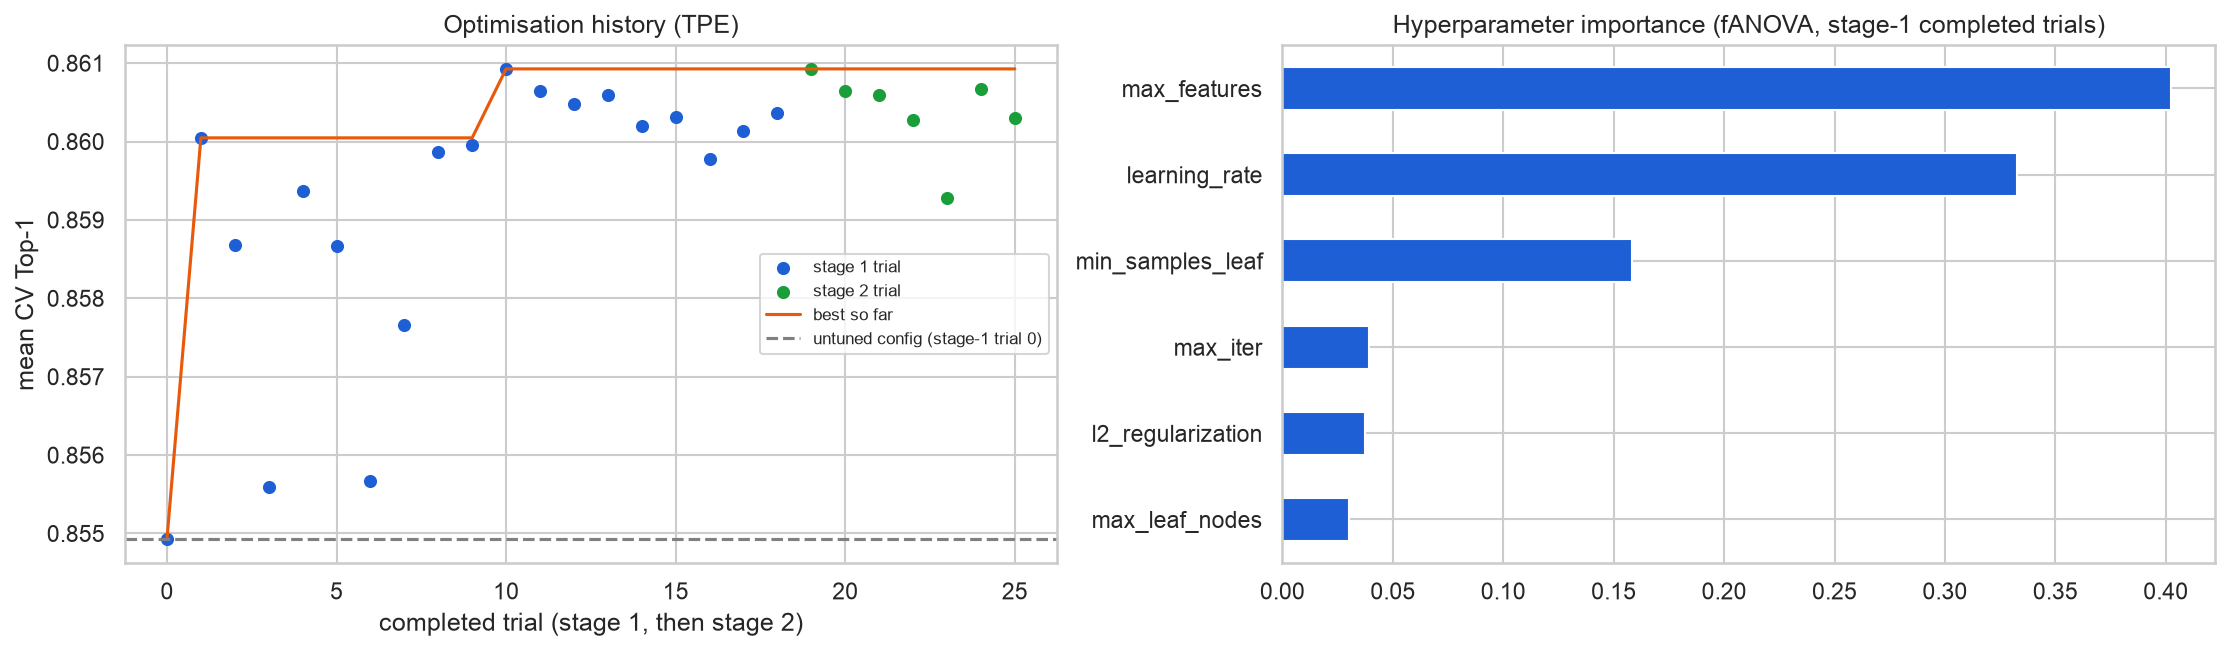 Optimisation history (TPE)
mean CV Top-1
0.861
0.860
0.859
0.858
0.857
0.856
0.855
stage 1 trial
stage 2 trial
best so far
untuned config (stage-1 trial 0)
0 5 10 15 20 25
completed trial (stage 1, then stage 2)
Hyperparameter importance (fANOVA, stage-1 completed trials)
max_features
learning_rate
min_samples_leaf
max_iter
l2_regularization
max_leaf_nodes
0.00 0.05 0.10 0.15 0.20 0.25 0.30 0.35 0.40